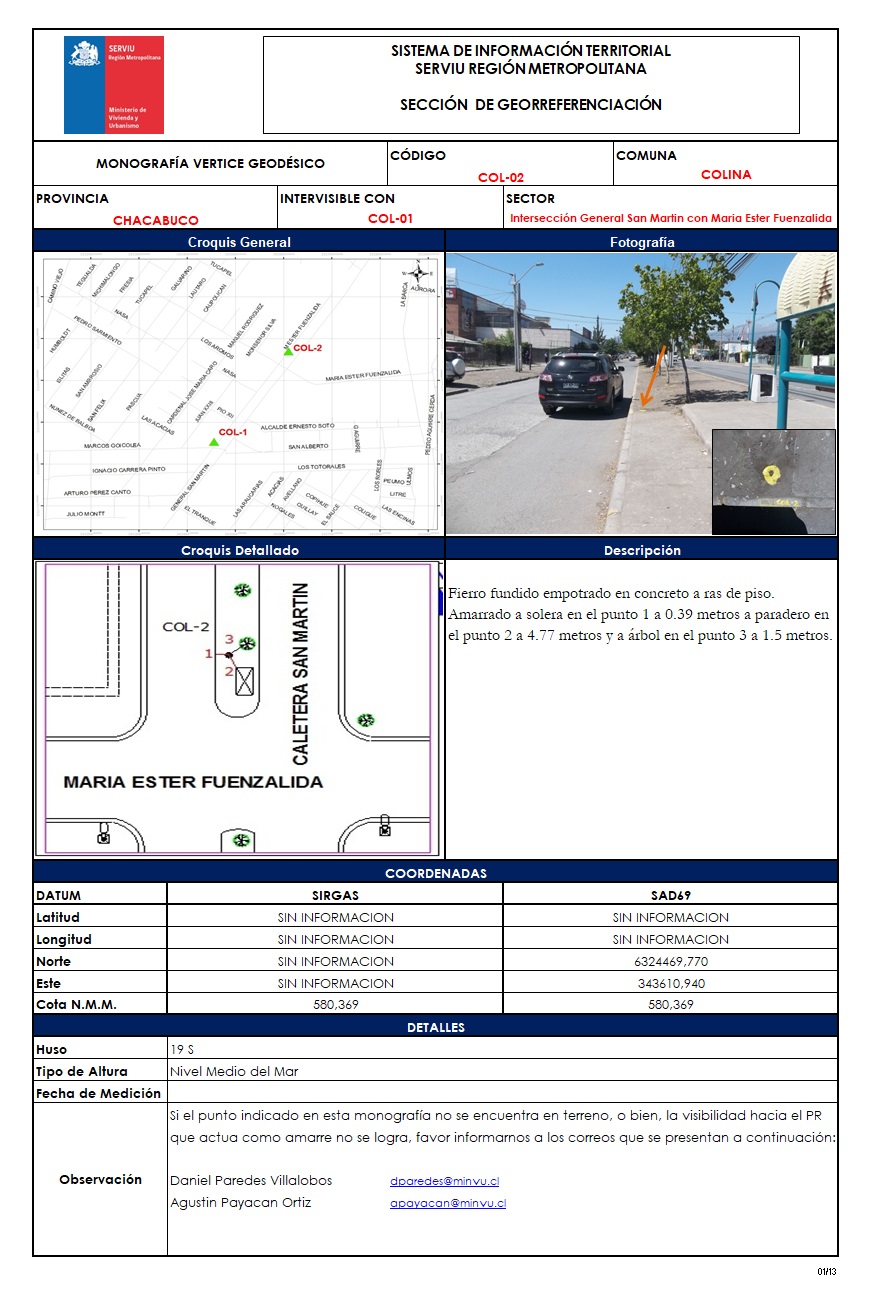 SERVIU
Región Metropolitana
Ministerio de
Vivienda y
Urbanismo
SISTEMA DE INFORMACIÓN TERRITORIAL
SERVIU REGIÓN METROPOLITANA
SECCIÓN DE GEORREFERENCIACIÓN
MONOGRAFÍA VERTICE GEODÉSICO
CÓDIGO
COL-02
COMUNA
COLINA
PROVINCIA
CHACABUCO
INTERVISIBLE CON
COL-01
SECTOR
Intersección General San Martin con Maria Ester Fuenzalida
Croquis General
Fotografía
CAMINO VIEJO
TEGUALDA
MICHIMALONGO
FRESIA
TUCAPEL
GALVARINO
LAUTARO
CAUPOLICAN
TUCAPEL
NASA
PEDRO SARMIENTO
HUMBOLDT
MANUEL RODRIGUEZ
MONSEÑOR SILVA
M ESTER FUENZALIDA
LA BARCA
AURORA
W
E
LOS AROMOS
COL-2
NASA
CARDENAL JOSE MARIA CARO
MARIA ESTER FUENZALIDA
SAN AMBROSIO
SAN FELIX
PASCUA
NUNEZ DE BALBOA
LAS ACACIAS
JUAN XXIII
PIO XII
COL-1
ALCALDE ERNESTO SOTO
PEDRO AGUIRRE CERDA
MARCOS GOICOLEA
SAN ALBERTO
IGNACIO CARRERA PINTO
LOS TOTORALES
GENERAL SAN MARTIN
LOS ROBLES
PEUMO
ULMOS
LITRE
ARTURO PEREZ CANTO
JULIO MONTT
EL TRANQUE
LAS ARAUCARIAS
ACACIAS
AVELLANO
NOGALES
COPIHUE
QUILLAY
EL SAUCE
COLIGUE
LAS ENCINAS
Croquis Detallado
Descripción
COL-2
3
1
2
CALETERA SAN MARTIN
MARIA ESTER FUENZALIDA
Fierro fundido empotrado en concreto a ras de piso.
Amarrado a solera en el punto 1 a 0.39 metros a paradero en
el punto 2 a 4.77 metros y a árbol en el punto 3 a 1.5 metros.
COORDENADAS
DATUM SIRGAS SAD69
Latitud SIN INFORMACION SIN INFORMACION
Longitud SIN INFORMACION SIN INFORMACION
Norte SIN INFORMACION 6324469,770
Este SIN INFORMACION 343610,940
Cota N.M.M. 580,369 580,369
DETALLES
Huso 19 S
Tipo de Altura Nivel Medio del Mar
Fecha de Medición
Observación
Si el punto indicado en esta monografía no se encuentra en terreno, o bien, la visibilidad hacia el PR
que actua como amarre no se logra, favor informarnos a los correos que se presentan a continuación:
Daniel Paredes Villalobos dparedes@minvu.cl
Agustin Payacan Ortiz apayacan@minvu.cl
01/13